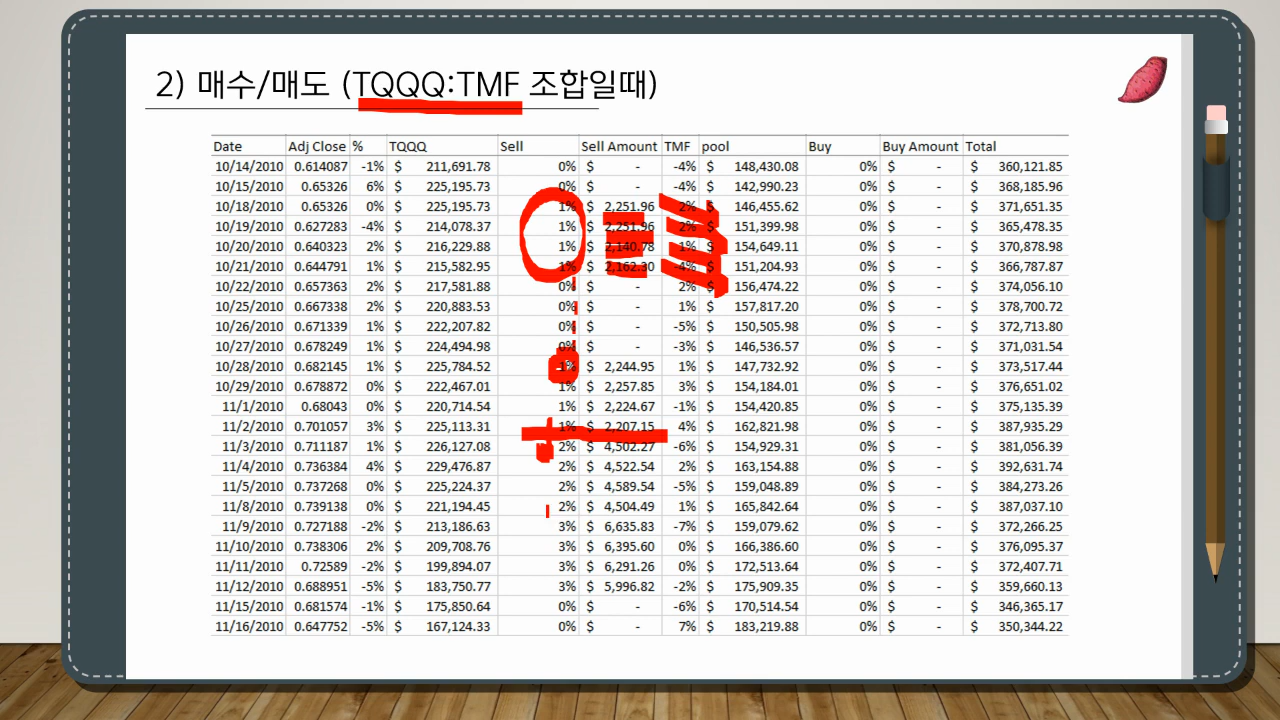 2) 매수/매도 (TQQQ:TMF 조합일때)
Date Adj Close % TQQQ Sell Sell Amount TMF pool Buy Buy Amount Total
10/14/2010 0.614087 -1% $ 211,691.78 0% $ - -4% $ 148,430.08 0% $ - $ 360,121.85
10/15/2010 0.65326 6% $ 225,195.73 0% $ - -4% $ 142,990.23 0% $ - $ 368,185.96
10/18/2010 0.65326 0% $ 225,195.73 1% $ 2,251.96 2% $ 146,455.62 0% $ - $ 371,651.35
10/19/2010 0.627283 -4% $ 214,078.37 1% $ 2,251.96 2% $ 151,399.98 0% $ - $ 365,478.35
10/20/2010 0.640323 2% $ 216,229.88 1% $ 2,140.78 1% $ 154,649.11 0% $ - $ 370,878.98
10/21/2010 0.644791 1% $ 215,582.95 1% $ 2,162.30 -4% $ 151,204.93 0% $ - $ 366,787.87
10/22/2010 0.657363 2% $ 217,581.88 0% $ - 2% $ 156,474.22 0% $ - $ 374,056.10
10/25/2010 0.667338 2% $ 220,883.53 0% $ - 1% $ 157,817.20 0% $ - $ 378,700.72
10/26/2010 0.671339 1% $ 222,207.82 0% $ - -5% $ 150,505.98 0% $ - $ 372,713.80
10/27/2010 0.678249 1% $ 224,494.98 0% $ - -3% $ 146,536.57 0% $ - $ 371,031.54
10/28/2010 0.682145 1% $ 225,784.52 1% $ 2,244.95 1% $ 147,732.92 0% $ - $ 373,517.44
10/29/2010 0.678872 0% $ 222,467.01 1% $ 2,257.85 3% $ 154,184.01 0% $ - $ 376,651.02
11/1/2010 0.68043 0% $ 220,714.54 1% $ 2,224.67 -1% $ 154,420.85 0% $ - $ 375,135.39
11/2/2010 0.701057 3% $ 225,113.31 1% $ 2,207.15 4% $ 162,821.98 0% $ - $ 387,935.29
11/3/2010 0.711187 1% $ 226,127.08 2% $ 4,502.27 -6% $ 154,929.31 0% $ - $ 381,056.39
11/4/2010 0.736384 4% $ 229,476.87 2% $ 4,522.54 2% $ 163,154.88 0% $ - $ 392,631.74
11/5/2010 0.737268 0% $ 225,224.37 2% $ 4,589.54 -5% $ 159,048.89 0% $ - $ 384,273.26
11/8/2010 0.739138 0% $ 221,194.45 2% $ 4,504.49 1% $ 165,842.64 0% $ - $ 387,037.10
11/9/2010 0.727188 -2% $ 213,186.63 3% $ 6,635.83 -7% $ 159,079.62 0% $ - $ 372,266.25
11/10/2010 0.738306 2% $ 209,708.76 3% $ 6,395.60 0% $ 166,386.60 0% $ - $ 376,095.37
11/11/2010 0.72589 -2% $ 199,894.07 3% $ 6,291.26 0% $ 172,513.64 0% $ - $ 372,407.71
11/12/2010 0.688951 -5% $ 183,750.77 3% $ 5,996.82 -2% $ 175,909.35 0% $ - $ 359,660.13
11/15/2010 0.681574 -1% $ 175,850.64 0% $ - -6% $ 170,514.54 0% $ - $ 346,365.17
11/16/2010 0.647752 -5% $ 167,124.33 0% $ - 7% $ 183,219.88 0% $ - $ 350,344.22